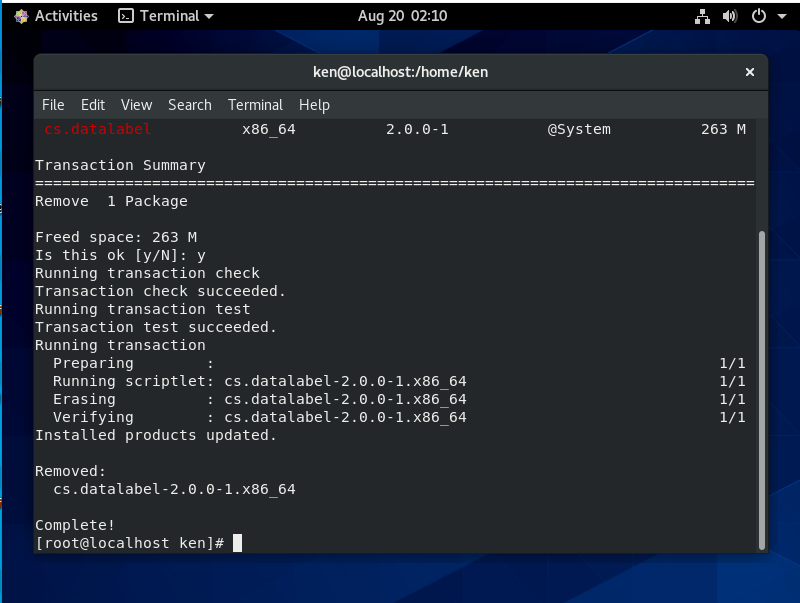 Activities Terminal Aug 20 02:10
ken@localhost:/home/ken ×
File Edit View Search Terminal Help
cs.datalabel x86_64 2.0.0-1 @System 263 M
Transaction Summary
================================================================================
Remove 1 Package
Freed space: 263 M
Is this ok [y/N]: y
Running transaction check
Transaction check succeeded.
Running transaction test
Transaction test succeeded.
Running transaction
Preparing : 1/1
Running scriptlet: cs.datalabel-2.0.0-1.x86_64 1/1
Erasing : cs.datalabel-2.0.0-1.x86_64 1/1
Verifying : cs.datalabel-2.0.0-1.x86_64 1/1
Installed products updated.
Removed:
cs.datalabel-2.0.0-1.x86_64
Complete!
[root@localhost ken]#